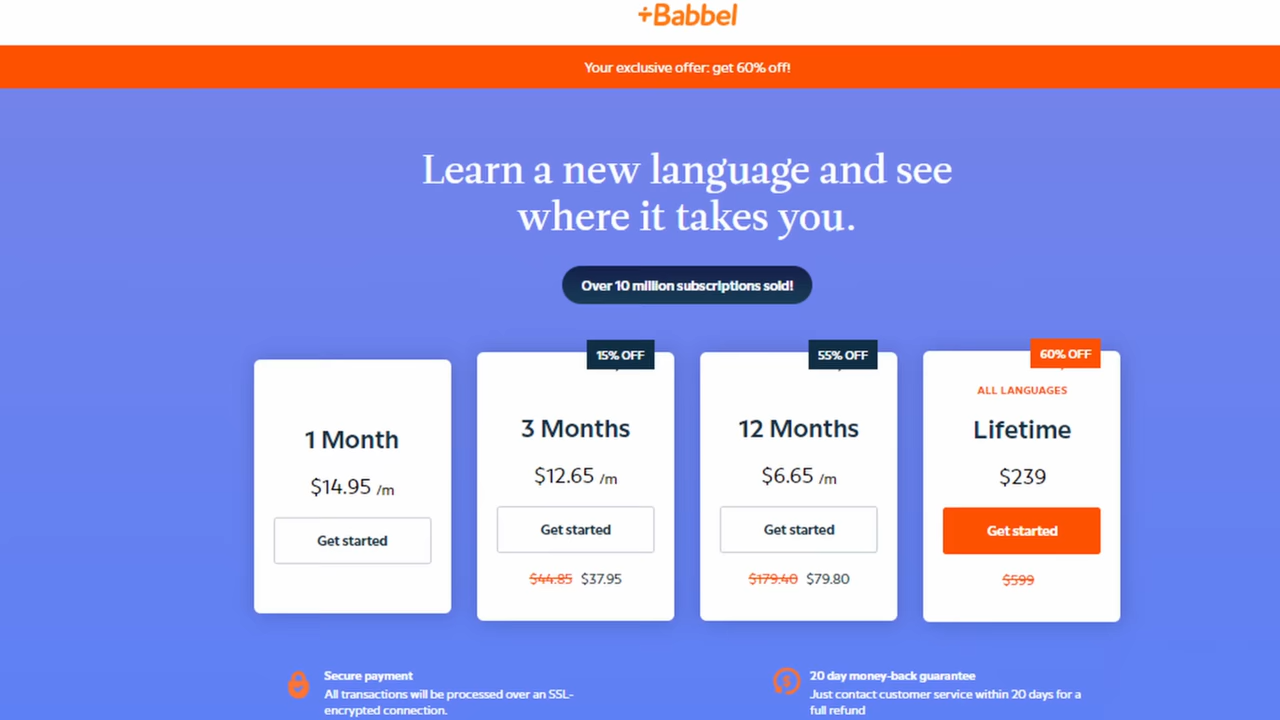 +Babbel
Your exclusive offer: get 60% off!
Learn a new language and see
where it takes you.
Over 10 million subscriptions sold!
1 Month
$14.95 /m
Get started
15% OFF
3 Months
$12.65 /m
Get started
$44.85 $37.95
55% OFF
12 Months
$6.65 /m
Get started
$179.40 $79.80
60% OFF
ALL LANGUAGES
Lifetime
$239
Get started
$599
Secure payment
All transactions will be processed over an SSL-
encrypted connection.
20 day money-back guarantee
Just contact customer service within 20 days for a
full refund